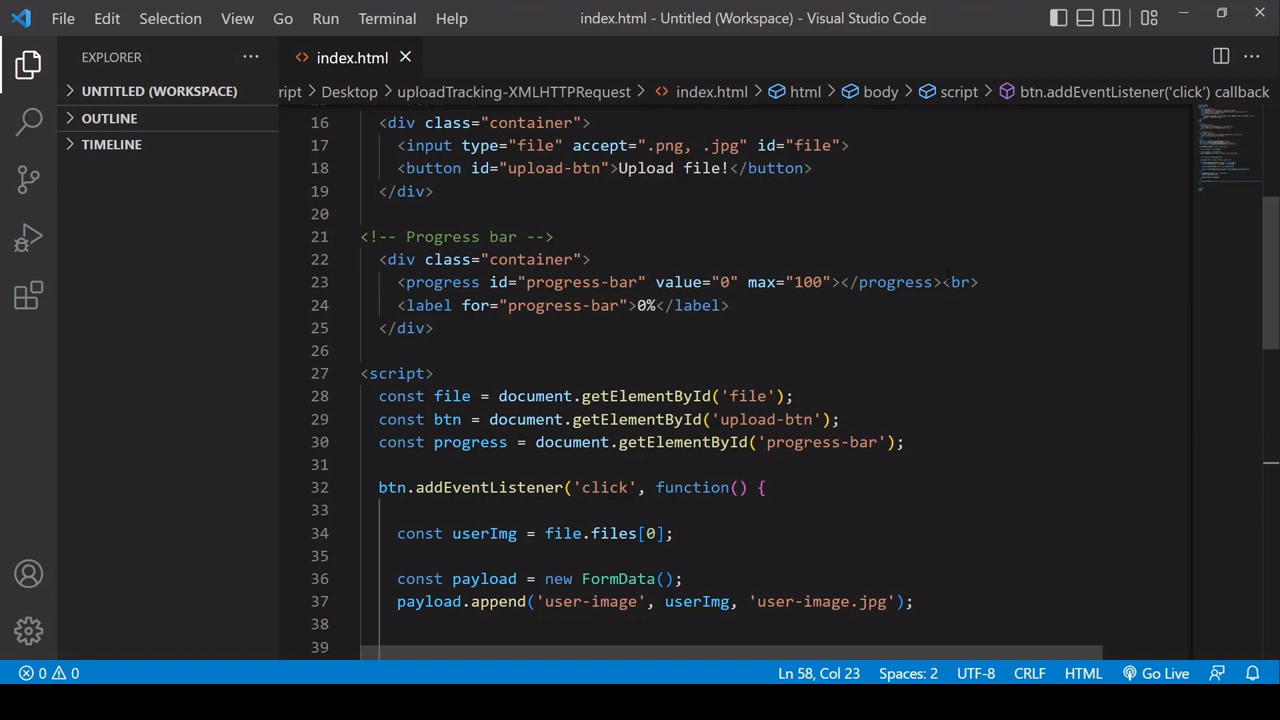 File Edit Selection View Go Run Terminal Help index.html - Untitled (Workspace) - Visual Studio Code
EXPLORER ··· index.html
UNTITLED (WORKSPACE)
OUTLINE
TIMELINE
ript > Desktop > uploadTracking-XMLHTTPRequest > index.html > html > body > script > btn.addEventListener('click') callback
16 <div class="container">
17 <input type="file" accept=".png, .jpg" id="file">
18 <button id="upload-btn">Upload file!</button>
19 </div>
20
21 <!-- Progress bar -->
22 <div class="container">
23 <progress id="progress-bar" value="0" max="100"></progress><br>
24 <label for="progress-bar">0%</label>
25 </div>
26
27 <script>
28 const file = document.getElementById('file');
29 const btn = document.getElementById('upload-btn');
30 const progress = document.getElementById('progress-bar');
31
32 btn.addEventListener('click', function() {
33
34 const userImg = file.files[0];
35
36 const payload = new FormData();
37 payload.append('user-image', userImg, 'user-image.jpg');
38
39
0 0 Ln 58, Col 23 Spaces: 2 UTF-8 CRLF HTML Go Live